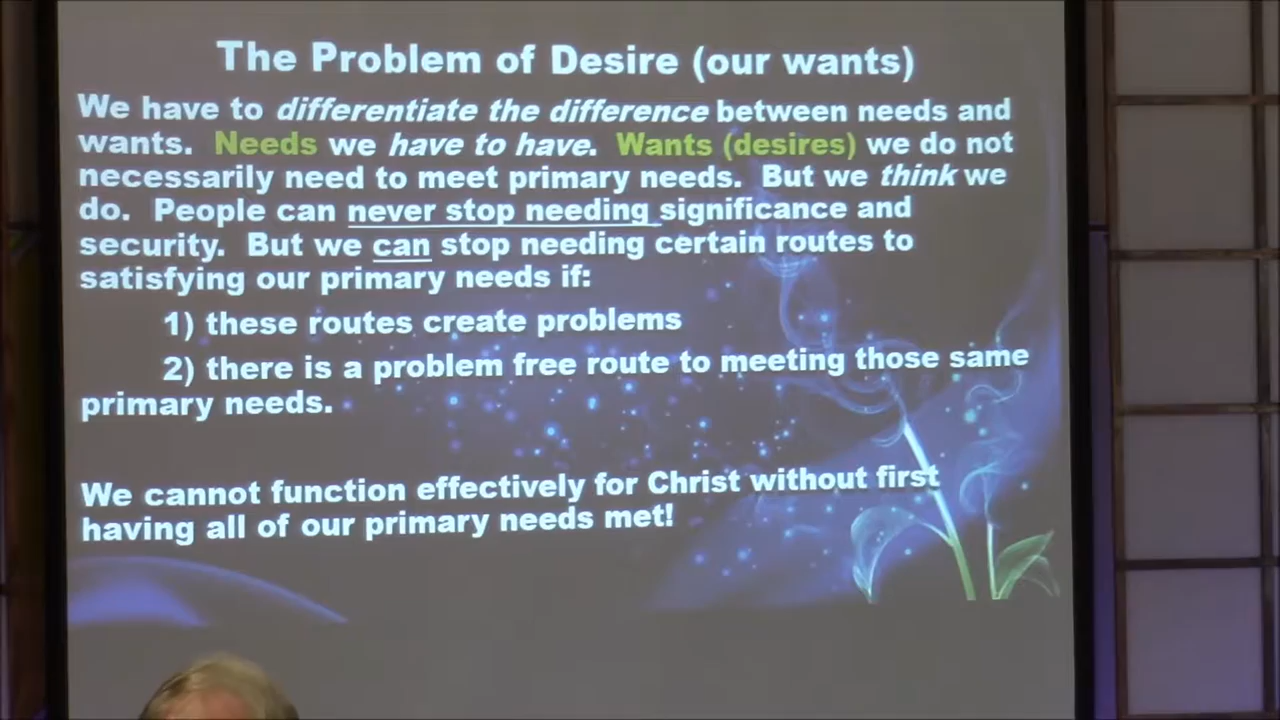 The Problem of Desire (our wants)
We have to differentiate the difference between needs and
wants. Needs we have to have. Wants (desires) we do not
necessarily need to meet primary needs. But we think we
do. People can never stop needing significance and
security. But we can stop needing certain routes to
satisfying our primary needs if:
1) these routes create problems
2) there is a problem free route to meeting those same
primary needs.
We cannot function effectively for Christ without first
having all of our primary needs met!